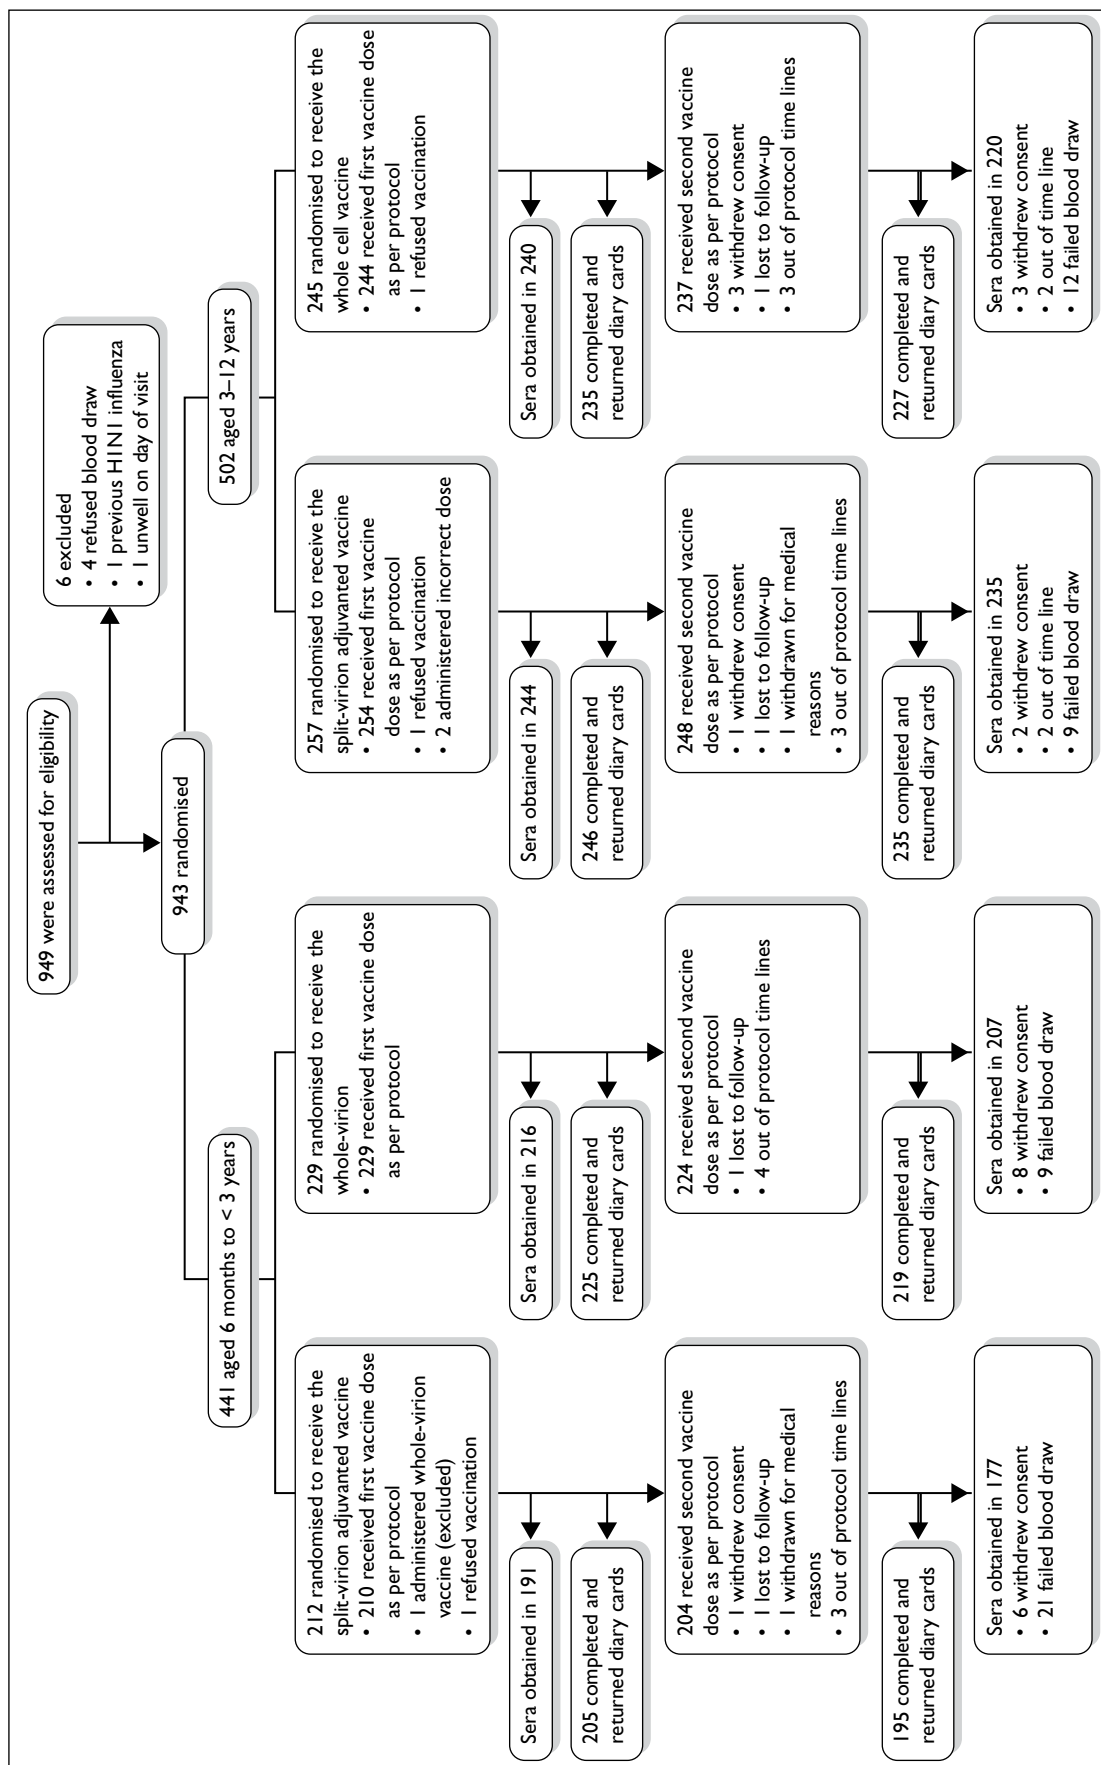 949 were assessed for eligibility
6 excluded
• 4 refused blood draw
• 1 previous H1N1 influenza
• 1 unwell on day of visit
943 randomised
441 aged 6 months to < 3 years
502 aged 3–12 years
212 randomised to receive the
split-virion adjuvanted vaccine
• 210 received first vaccine dose
as per protocol
• 1 administered whole-virion
vaccine (excluded)
• 1 refused vaccination
229 randomised to receive the
whole-virion
• 229 received first vaccine dose
as per protocol
257 randomised to receive the
split-virion adjuvanted vaccine
• 254 received first vaccine
dose as per protocol
• 1 refused vaccination
• 2 administered incorrect dose
245 randomised to receive the
whole cell vaccine
• 244 received first vaccine dose
as per protocol
• 1 refused vaccination
Sera obtained in 191
Sera obtained in 216
Sera obtained in 244
Sera obtained in 240
205 completed and
returned diary cards
225 completed and
returned diary cards
246 completed and
returned diary cards
235 completed and
returned diary cards
204 received second vaccine
dose as per protocol
• 1 withdrew consent
• 1 lost to follow-up
• 1 withdrawn for medical
reasons
• 3 out of protocol time lines
224 received second vaccine
dose as per protocol
• 1 lost to follow-up
• 4 out of protocol time lines
248 received second vaccine
dose as per protocol
• 1 withdrew consent
• 1 lost to follow-up
• 1 withdrawn for medical
reasons
• 3 out of protocol time lines
237 received second vaccine
dose as per protocol
• 3 withdrew consent
• 1 lost to follow-up
• 3 out of protocol time lines
195 completed and
returned diary cards
219 completed and
returned diary cards
235 completed and
returned diary cards
227 completed and
returned diary cards
Sera obtained in 177
• 6 withdrew consent
• 21 failed blood draw
Sera obtained in 207
• 8 withdrew consent
• 9 failed blood draw
Sera obtained in 235
• 2 withdrew consent
• 2 out of time line
• 9 failed blood draw
Sera obtained in 220
• 3 withdrew consent
• 2 out of time line
• 12 failed blood draw